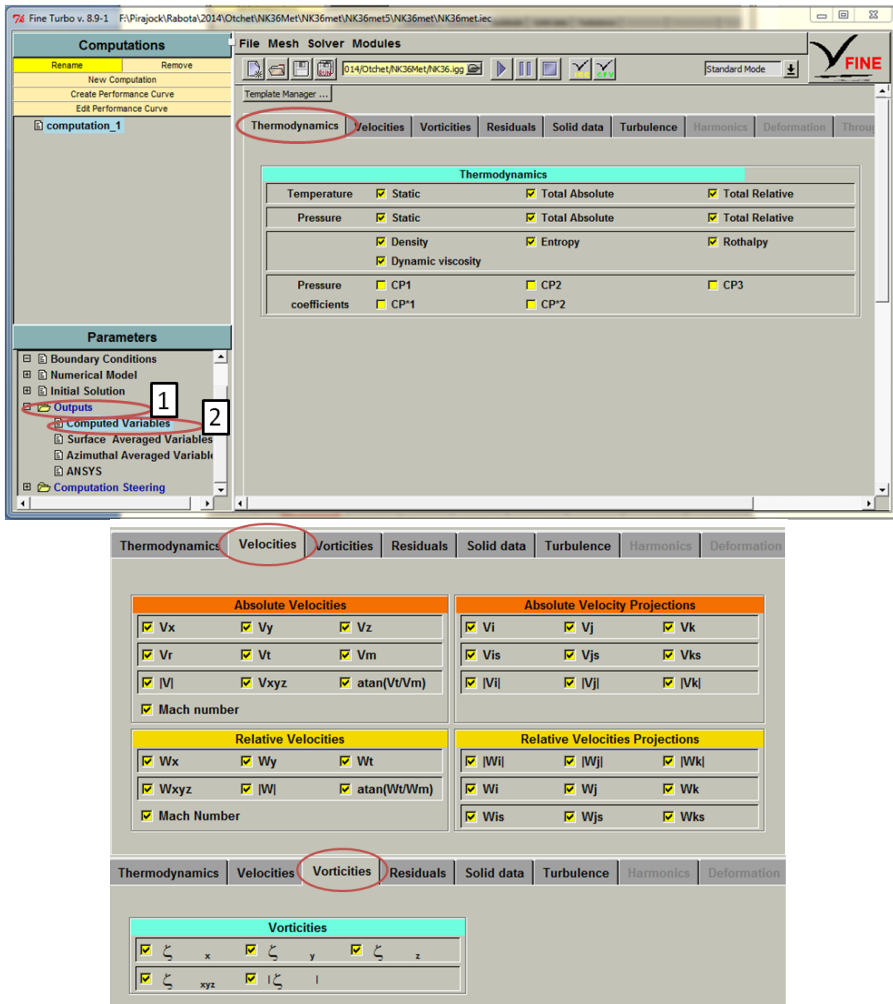 Fine Turbo v. 8.9-1 F:\Pirajock\Rabota\2014\Otchet\NK36Met\NK36met\NK36met5\NK36met\NK36met.iec
Computations
Rename Remove
New Computation
Create Performance Curve
Edit Performance Curve
computation_1
File Mesh Solver Modules
014/Otchet/NK36Met/NK36.igg
Standard Mode
FINE
Template Manager ...
Thermodynamics Velocities Vorticities Residuals Solid data Turbulence Harmonics Deformation Throug
Thermodynamics
Temperature Static Total Absolute Total Relative
Pressure Static Total Absolute Total Relative
Density Entropy Rothalpy
Dynamic viscosity
Pressure CP1 CP2 CP3
coefficients CP*1 CP*2
Parameters
Boundary Conditions
Numerical Model
Initial Solution
Outputs 1
Computed Variables 2
Surface Averaged Variables
Azimuthal Averaged Variable
ANSYS
Computation Steering
Thermodynamics Velocities Vorticities Residuals Solid data Turbulence Harmonics Deformation
Absolute Velocities
Vx Vy Vz
Vr Vt Vm
|V| Vxyz atan(Vt/Vm)
Mach number
Absolute Velocity Projections
Vi Vj Vk
Vis Vjs Vks
|Vi| |Vj| |Vk|
Relative Velocities
Wx Wy Wt
Wxyz |W| atan(Wt/Wm)
Mach Number
Relative Velocities Projections
|Wi| |Wj| |Wk|
Wi Wj Wk
Wis Wjs Wks
Thermodynamics Velocities Vorticities Residuals Solid data Turbulence Harmonics Deformation
Vorticities
ζ x ζ y ζ z
ζ xyz |ζ |